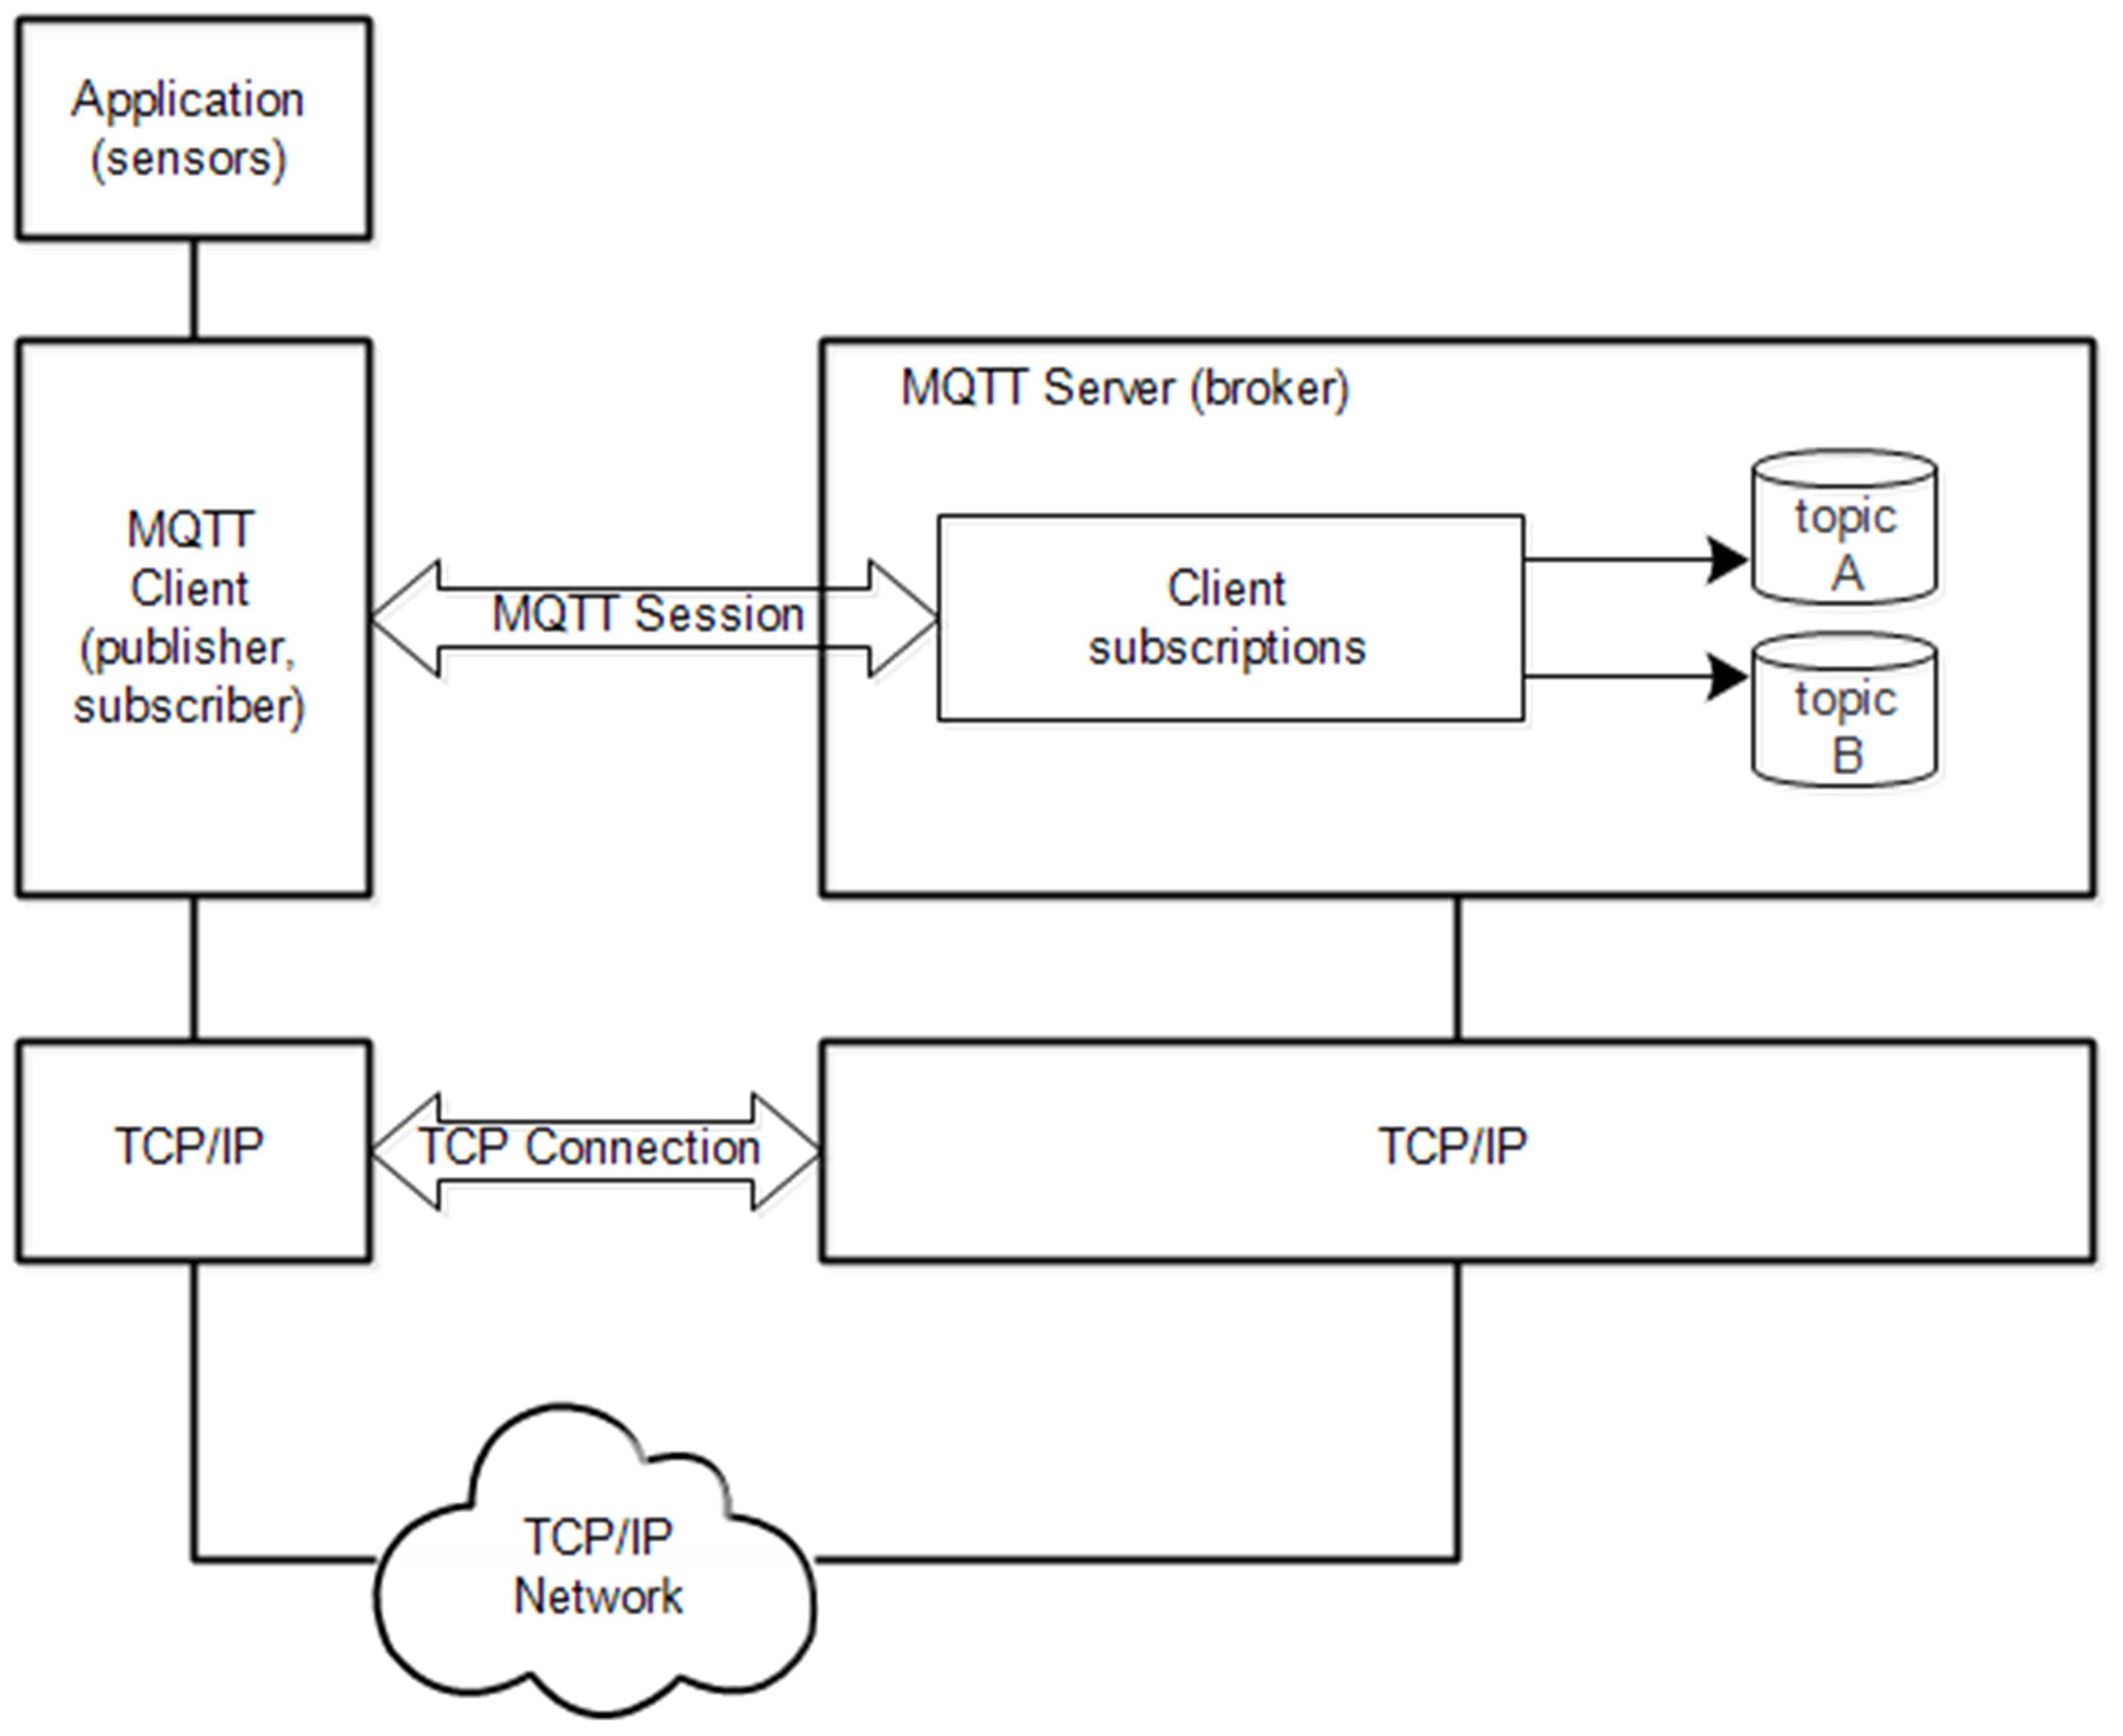 Application
(sensors)
MQTT
Client
(publisher,
subscriber)
MQTT Session
MQTT Server (broker)
Client
subscriptions
topic
A
topic
B
TCP/IP
TCP Connection
TCP/IP
TCP/IP
Network